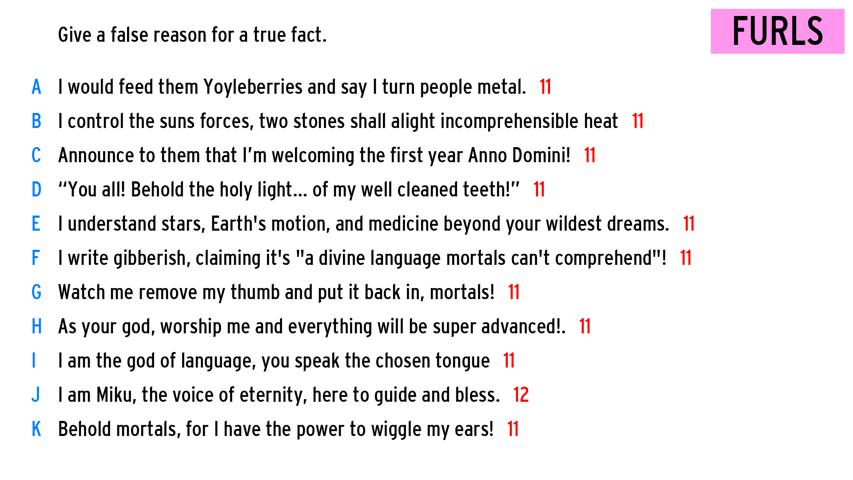 Give a false reason for a true fact.
FURLS
A I would feed them Yoyleberries and say I turn people metal. 11
B I control the suns forces, two stones shall alight incomprehensible heat 11
C Announce to them that I'm welcoming the first year Anno Domini! 11
D “You all! Behold the holy light... of my well cleaned teeth!” 11
E I understand stars, Earth's motion, and medicine beyond your wildest dreams. 11
F I write gibberish, claiming it's "a divine language mortals can't comprehend"! 11
G Watch me remove my thumb and put it back in, mortals! 11
H As your god, worship me and everything will be super advanced!. 11
I I am the god of language, you speak the chosen tongue 11
J I am Miku, the voice of eternity, here to guide and bless. 12
K Behold mortals, for I have the power to wiggle my ears! 11